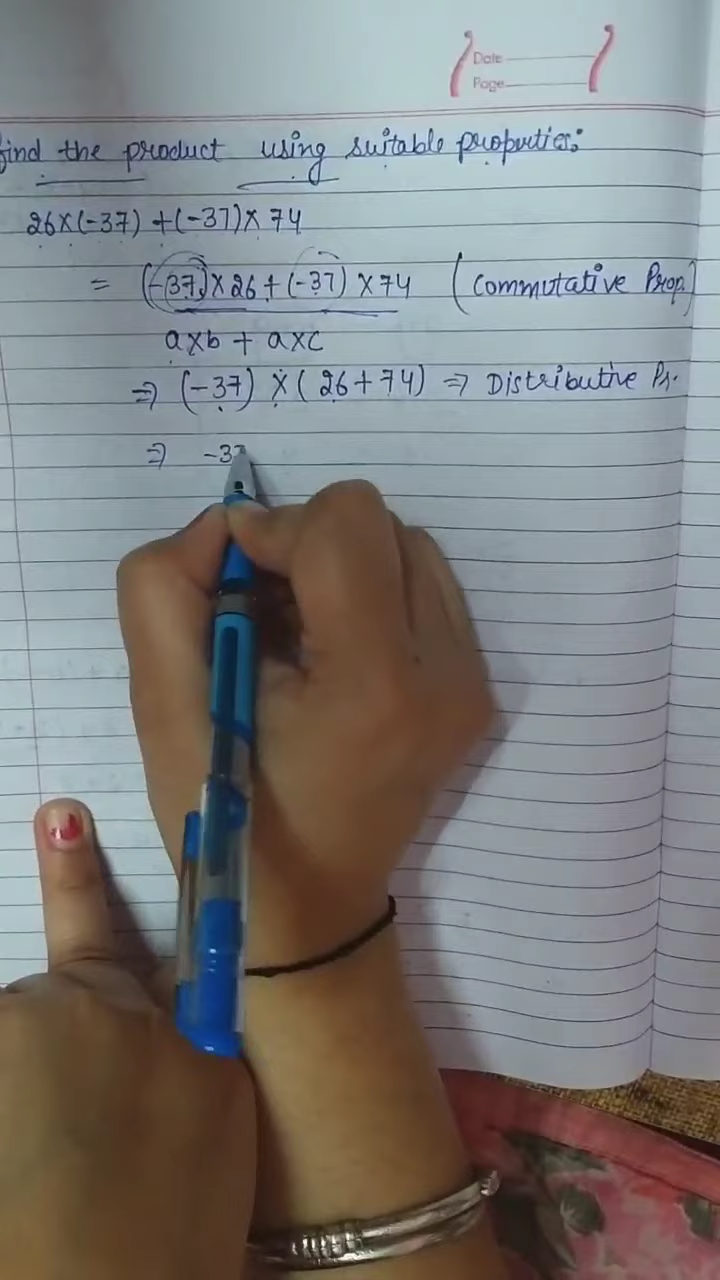 Date
Page
find the product using suitable properties:
26×(-37) +(-37)× 74
= (-37)×26+(-37) ×74 (Commutative Prop.)
a×b + a×c
⇒ (-37) × (26+74) ⇒ Distributive Pr.
⇒ -37